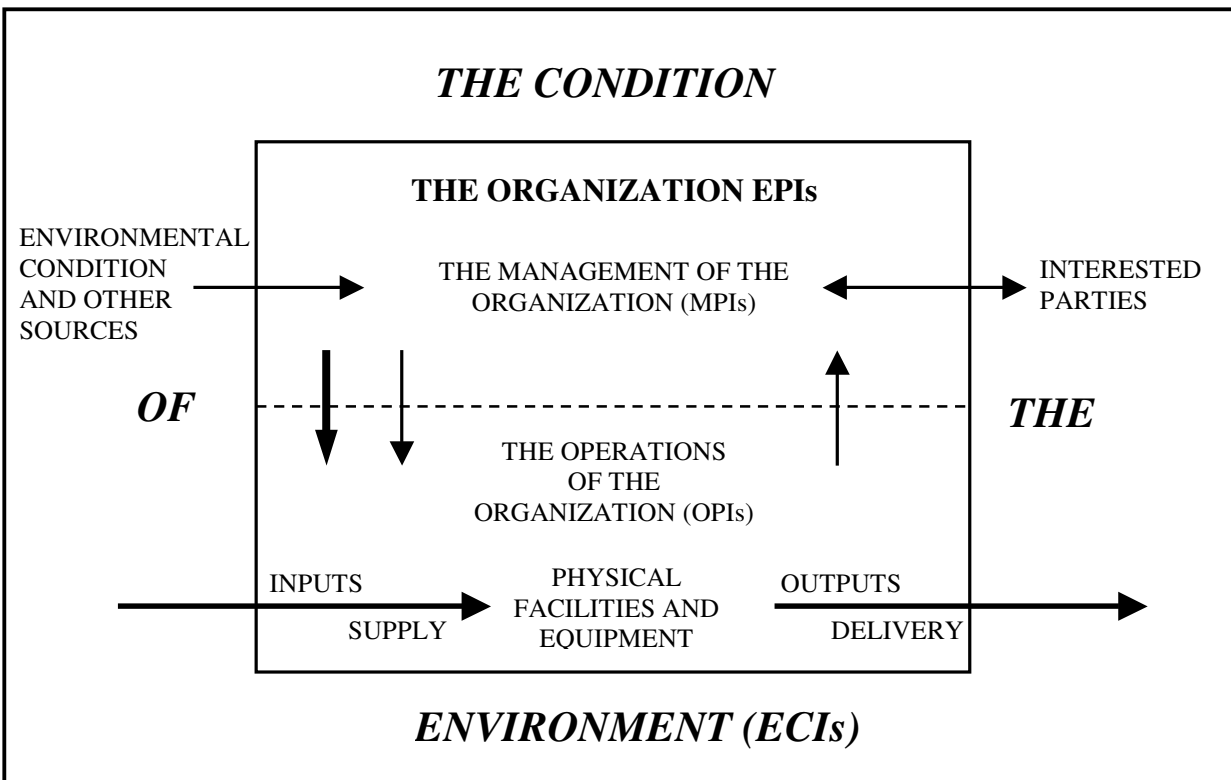 THE CONDITION
THE ORGANIZATION EPIs
ENVIRONMENTAL
CONDITION
AND OTHER
SOURCES
THE MANAGEMENT OF THE
ORGANIZATION (MPIs)
INTERESTED
PARTIES
OF
THE
THE OPERATIONS
OF THE
ORGANIZATION (OPIs)
INPUTS
SUPPLY
PHYSICAL
FACILITIES AND
EQUIPMENT
OUTPUTS
DELIVERY
ENVIRONMENT (ECIs)